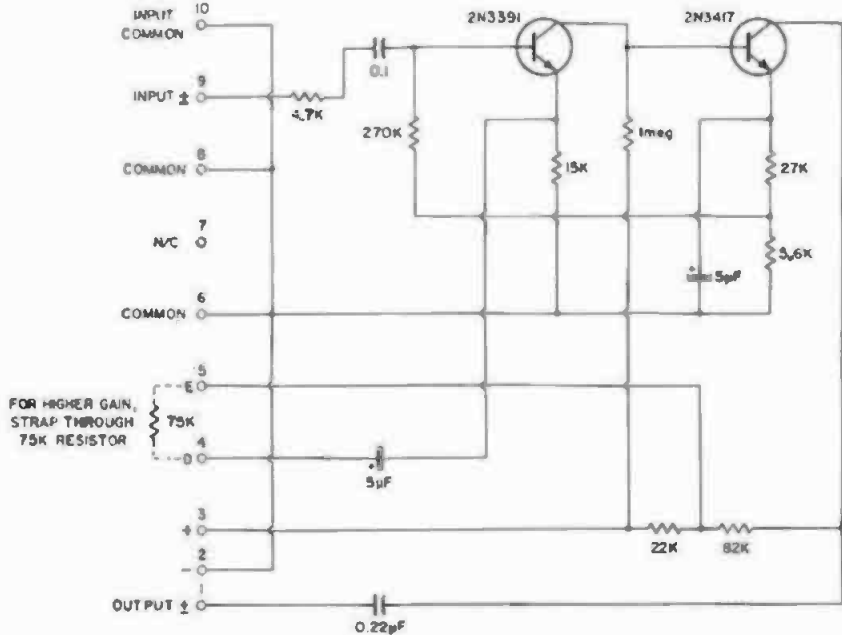 INPUT
COMMON
10
2N3391
2N3417
0.1
9
INPUT ±
4.7K
270K
1meg
8
COMMON
15K
27K
7
N/C
5.6K
+
5µF
6
COMMON
5
E
FOR HIGHER GAIN,
STRAP THROUGH
75K RESISTOR
75K
4
D
+
5µF
3
+
22K
82K
2
-
1
OUTPUT ±
0.22µF